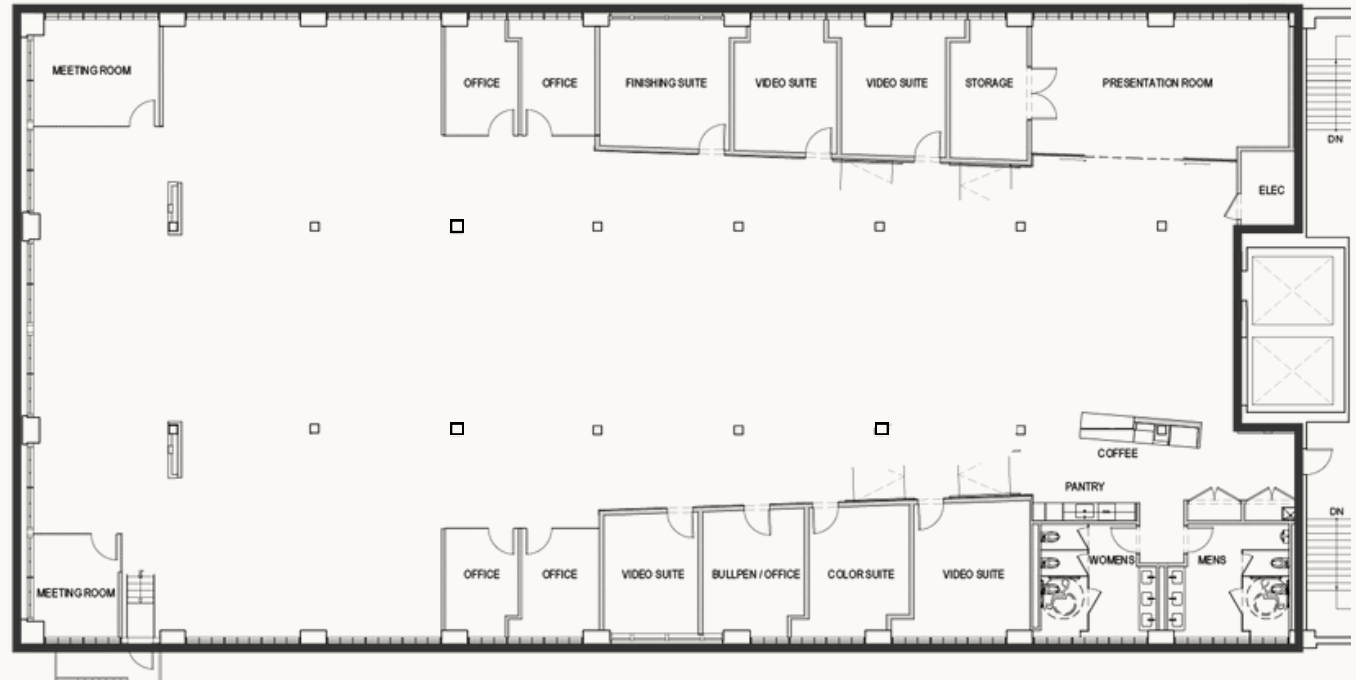 MEETING ROOM
OFFICE
OFFICE
FINISHING SUITE
VIDEO SUITE
VIDEO SUITE
STORAGE
PRESENTATION ROOM
DN
ELEC
COFFEE
PANTRY
DN
MEETING ROOM
OFFICE
OFFICE
VIDEO SUITE
BULLPEN / OFFICE
COLOR SUITE
VIDEO SUITE
WOMENS
MENS